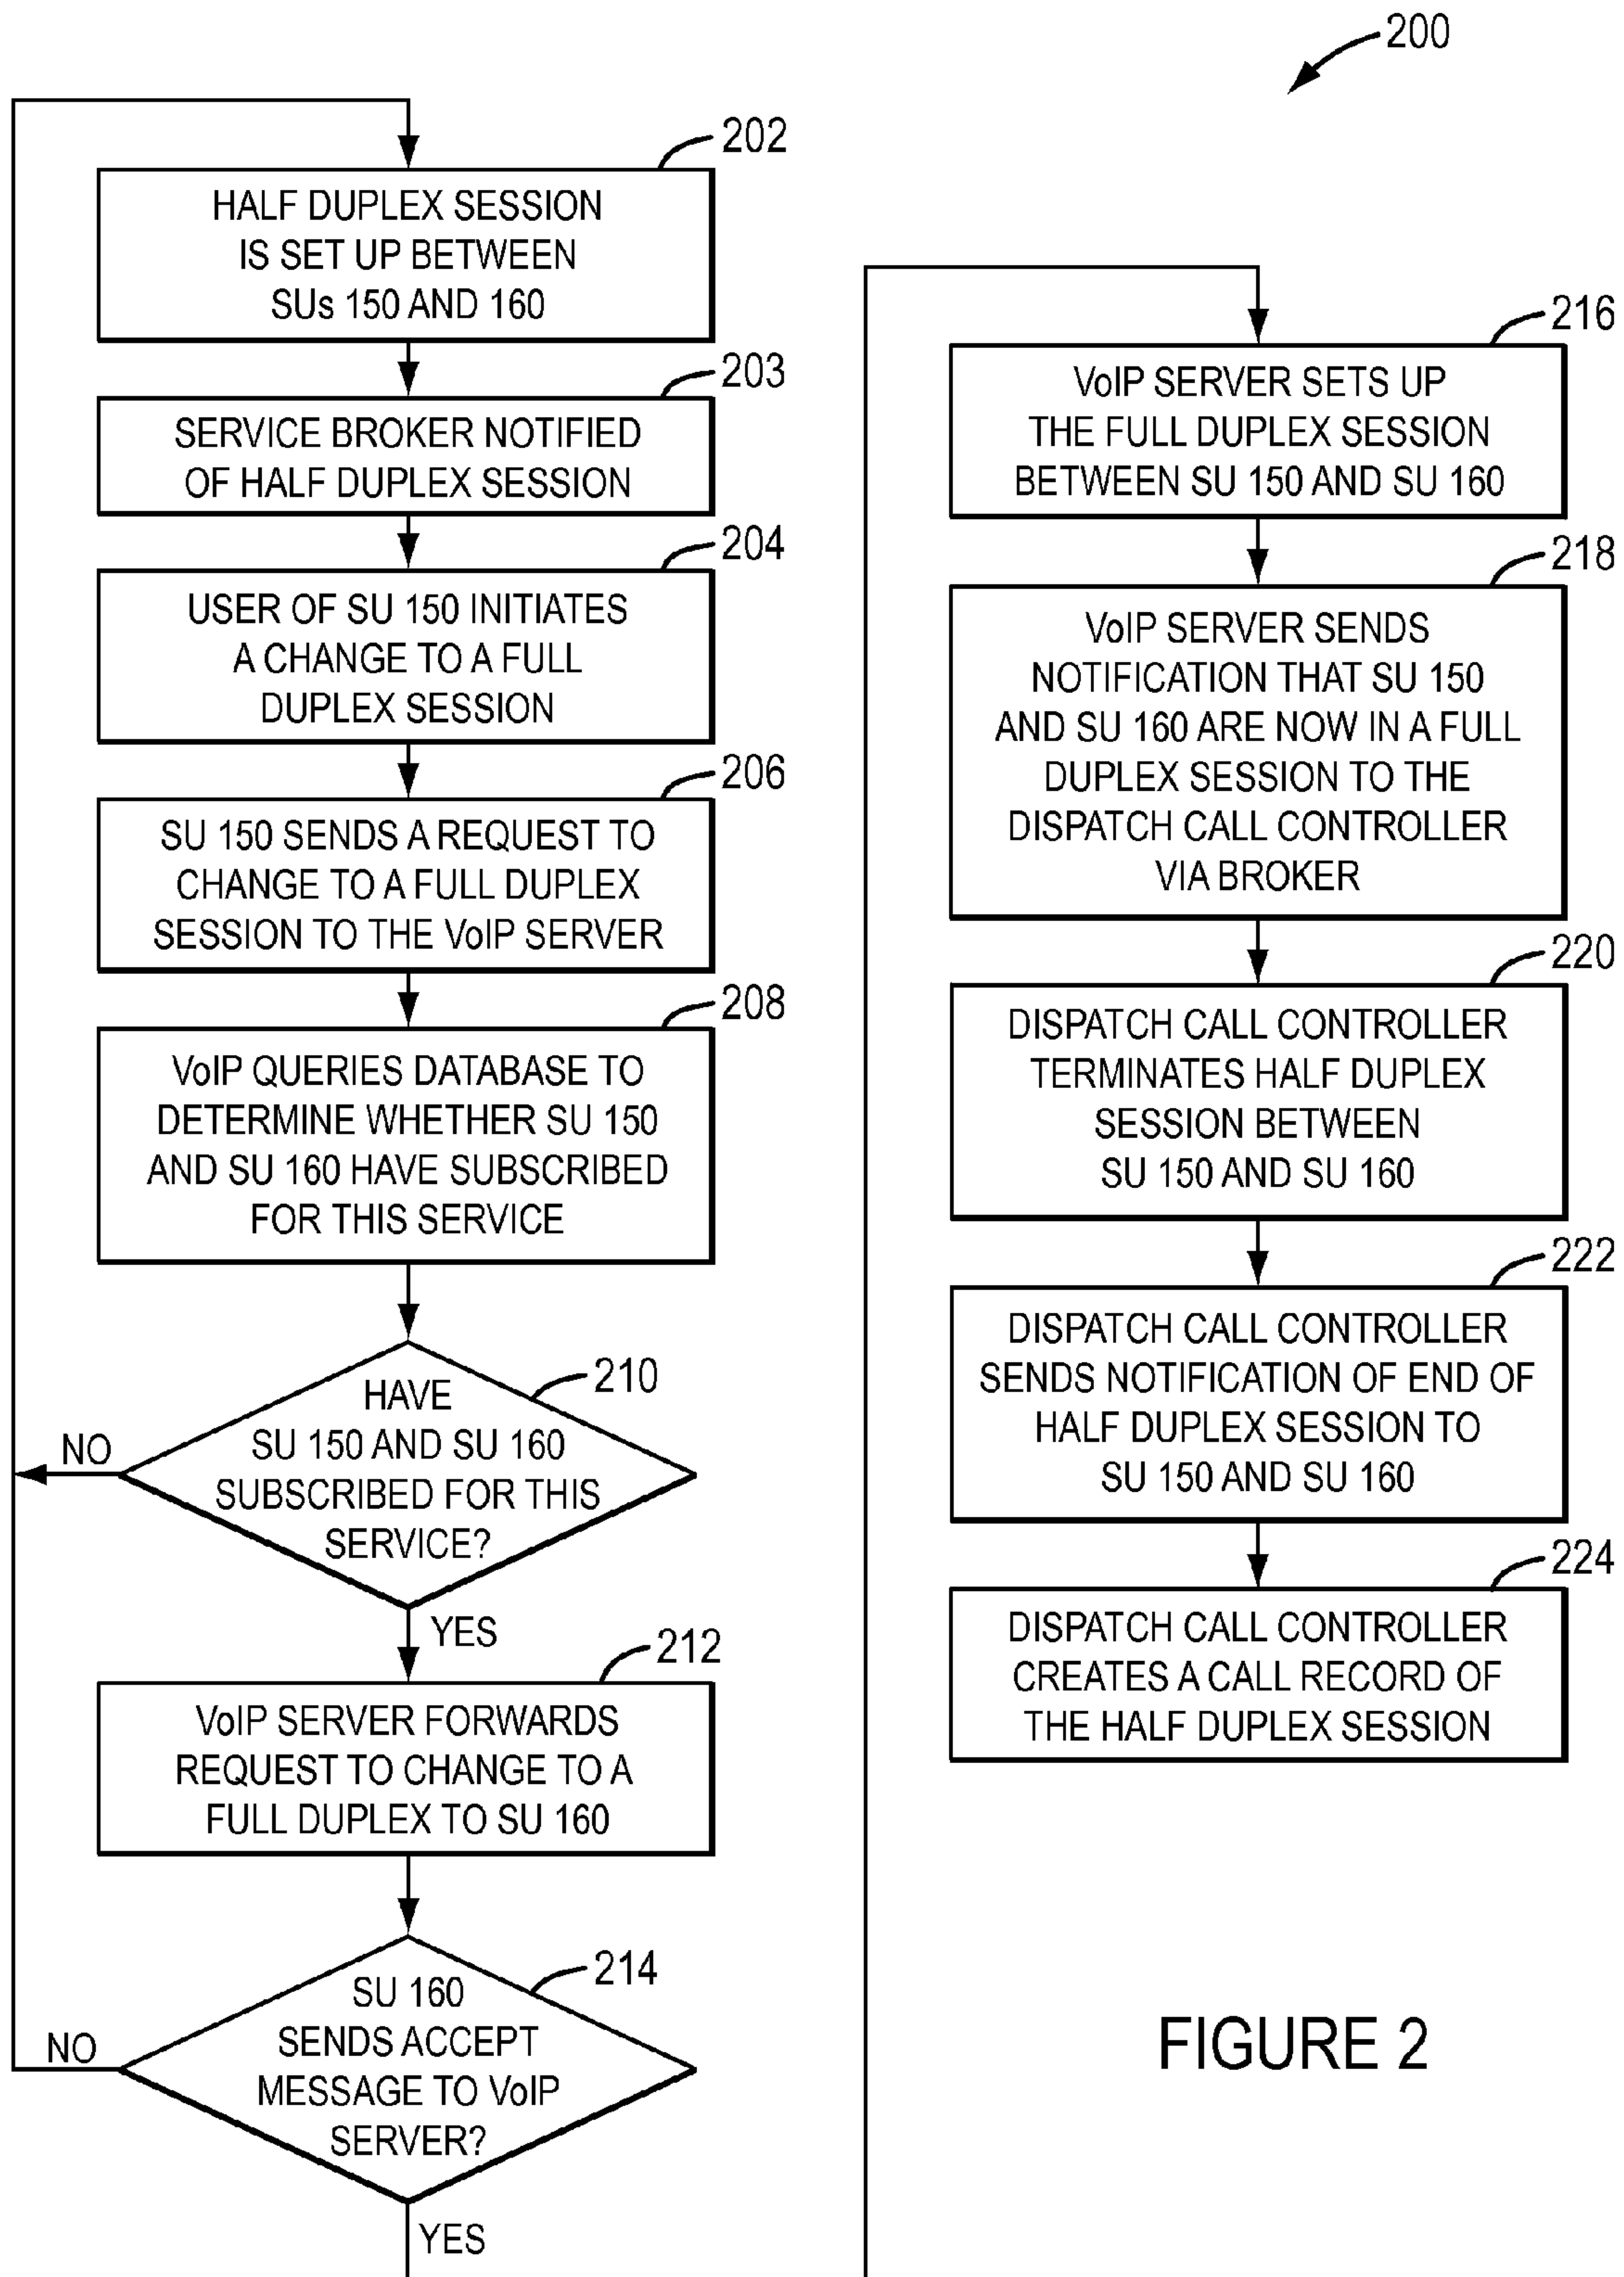 200
202
HALF DUPLEX SESSION
IS SET UP BETWEEN
SUs 150 AND 160
203
SERVICE BROKER NOTIFIED
OF HALF DUPLEX SESSION
204
USER OF SU 150 INITIATES
A CHANGE TO A FULL
DUPLEX SESSION
206
SU 150 SENDS A REQUEST TO
CHANGE TO A FULL DUPLEX
SESSION TO THE VoIP SERVER
208
VoIP QUERIES DATABASE TO
DETERMINE WHETHER SU 150
AND SU 160 HAVE SUBSCRIBED
FOR THIS SERVICE
210
HAVE
SU 150 AND SU 160
SUBSCRIBED FOR THIS
SERVICE?
NO
YES
212
VoIP SERVER FORWARDS
REQUEST TO CHANGE TO A
FULL DUPLEX TO SU 160
214
SU 160
SENDS ACCEPT
MESSAGE TO VoIP
SERVER?
NO
YES
216
VoIP SERVER SETS UP
THE FULL DUPLEX SESSION
BETWEEN SU 150 AND SU 160
218
VoIP SERVER SENDS
NOTIFICATION THAT SU 150
AND SU 160 ARE NOW IN A FULL
DUPLEX SESSION TO THE
DISPATCH CALL CONTROLLER
VIA BROKER
220
DISPATCH CALL CONTROLLER
TERMINATES HALF DUPLEX
SESSION BETWEEN
SU 150 AND SU 160
222
DISPATCH CALL CONTROLLER
SENDS NOTIFICATION OF END OF
HALF DUPLEX SESSION TO
SU 150 AND SU 160
224
DISPATCH CALL CONTROLLER
CREATES A CALL RECORD OF
THE HALF DUPLEX SESSION
FIGURE 2